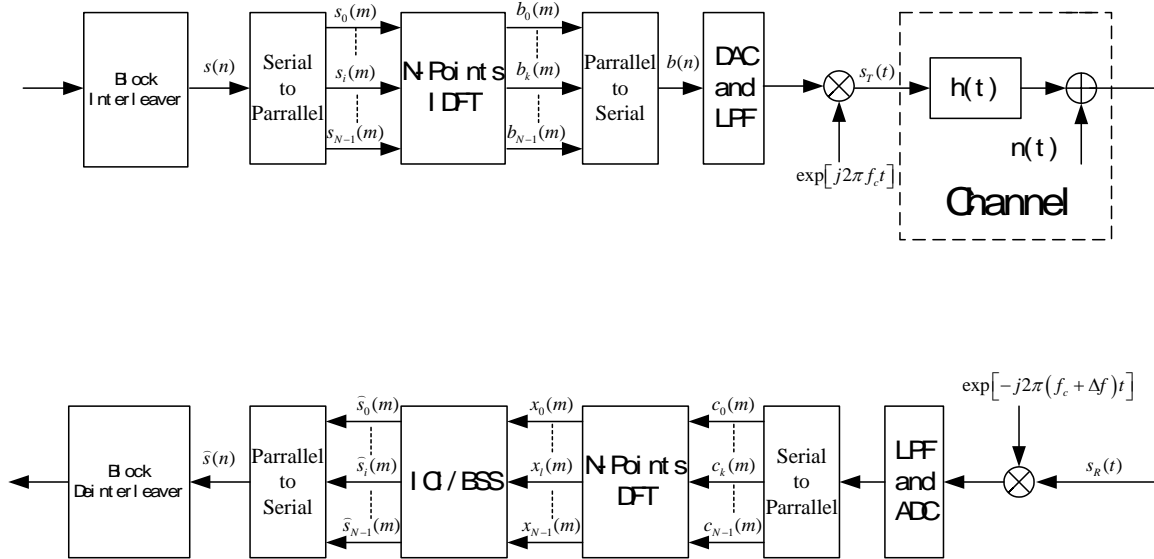 s_0(m)
b_0(m)
Block
Interleaver
s(n)
Serial
to
Parrallel
s_i(m)
N-Points
IDFT
b_k(m)
Parrallel
to
Serial
b(n)
DAC
and
LPF
s_T(t)
h(t)
s_{N-1}(m)
b_{N-1}(m)
n(t)
exp[j2πf_c t]
Channel
exp[-j2π(f_c + Δf)t]
ŝ_0(m)
x_0(m)
c_0(m)
Block
Deinterleaver
ŝ(n)
Parallel
to
Serial
ŝ_i(m)
ICI/BSS
x_l(m)
N-Points
DFT
c_k(m)
Serial
to
Parallel
LPF
and
ADC
s_R(t)
ŝ_{N-1}(m)
x_{N-1}(m)
c_{N-1}(m)